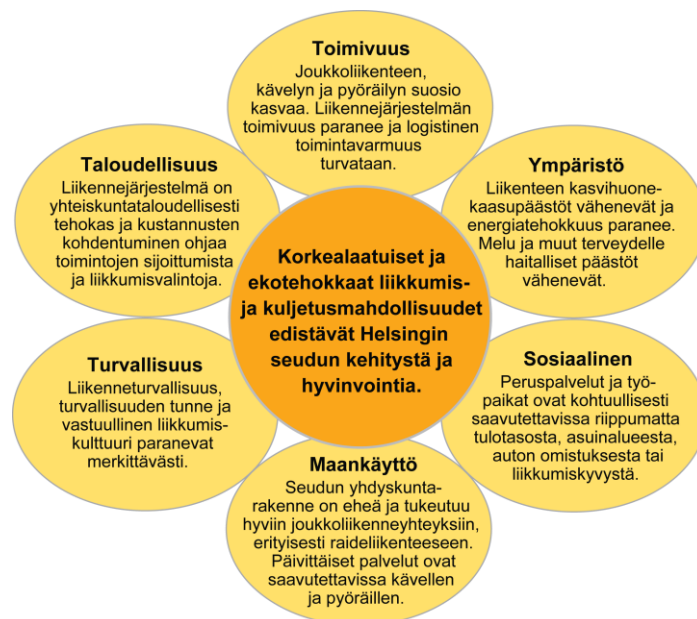 Toimivuus
Joukkoliikenteen,
kävelyn ja pyöräilyn suosio
kasvaa. Liikennejärjestelmän
toimivuus paranee ja logistinen
toimintavarmuus
turvataan.
Taloudellisuus
Liikennejärjestelmä on
yhteiskuntataloudellisesti
tehokas ja kustannusten
kohdentuminen ohjaa
toimintojen sijoittumista
ja liikkumisvalintoja.
Ympäristö
Liikenteen kasvihuone-
kaasupäästöt vähenevät ja
energiatehokkuus paranee.
Melu ja muut terveydelle
haitalliset päästöt
vähenevät.
Korkealaatuiset ja
ekotehokkaat liikkumis-
ja kuljetusmahdollisuudet
edistävät Helsingin
seudun kehitystä ja
hyvinvointia.
Turvallisuus
Liikenneturvallisuus,
turvallisuuden tunne ja
vastuullinen liikkumis-
kulttuuri paranevat
merkittävästi.
Sosiaalinen
Peruspalvelut ja työ-
paikat ovat kohtuullisesti
saavutettavissa riippumatta
tulotasosta, asuinalueesta,
auton omistuksesta tai
liikkumiskyvystä.
Maankäyttö
Seudun yhdyskunta-
rakenne on eheä ja tukeutuu
hyviin joukkoliikenneyhteyksiin,
erityisesti raideliikenteeseen.
Päivittäiset palvelut ovat
saavutettavissa kävellen
ja pyöräillen.